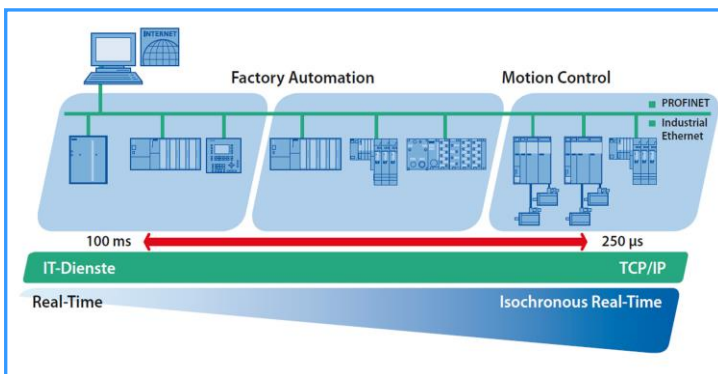 INTERNET
Factory Automation
Motion Control
PROFINET
Industrial
Ethernet
100 ms
250 µs
IT-Dienste
TCP/IP
Real-Time
Isochronous Real-Time